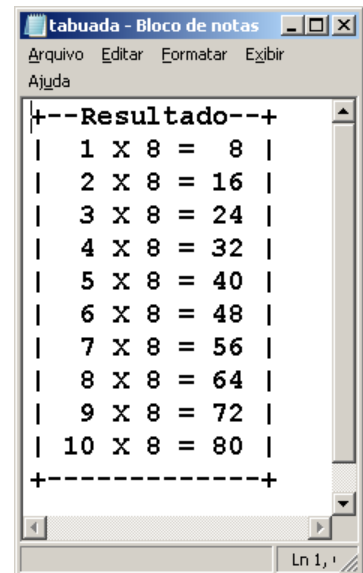 tabuada - Bloco de notas
Arquivo Editar Formatar Exibir
Ajuda
+--Resultado--+
|  1 X 8 =  8 |
|  2 X 8 = 16 |
|  3 X 8 = 24 |
|  4 X 8 = 32 |
|  5 X 8 = 40 |
|  6 X 8 = 48 |
|  7 X 8 = 56 |
|  8 X 8 = 64 |
|  9 X 8 = 72 |
| 10 X 8 = 80 |
+-------------+
Ln 1,